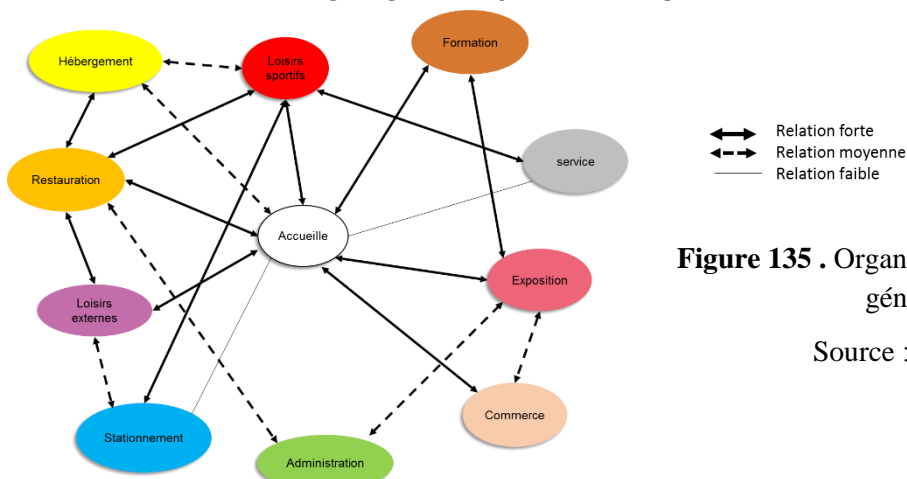 Formation
Hébergement
Loisirs
sportifs
service
Restauration
Accueille
Exposition
Loisirs
externes
Commerce
Stationnement
Administration
Relation forte
Relation moyenne
Relation faible
Figure 135 . Organ
gén
Source :